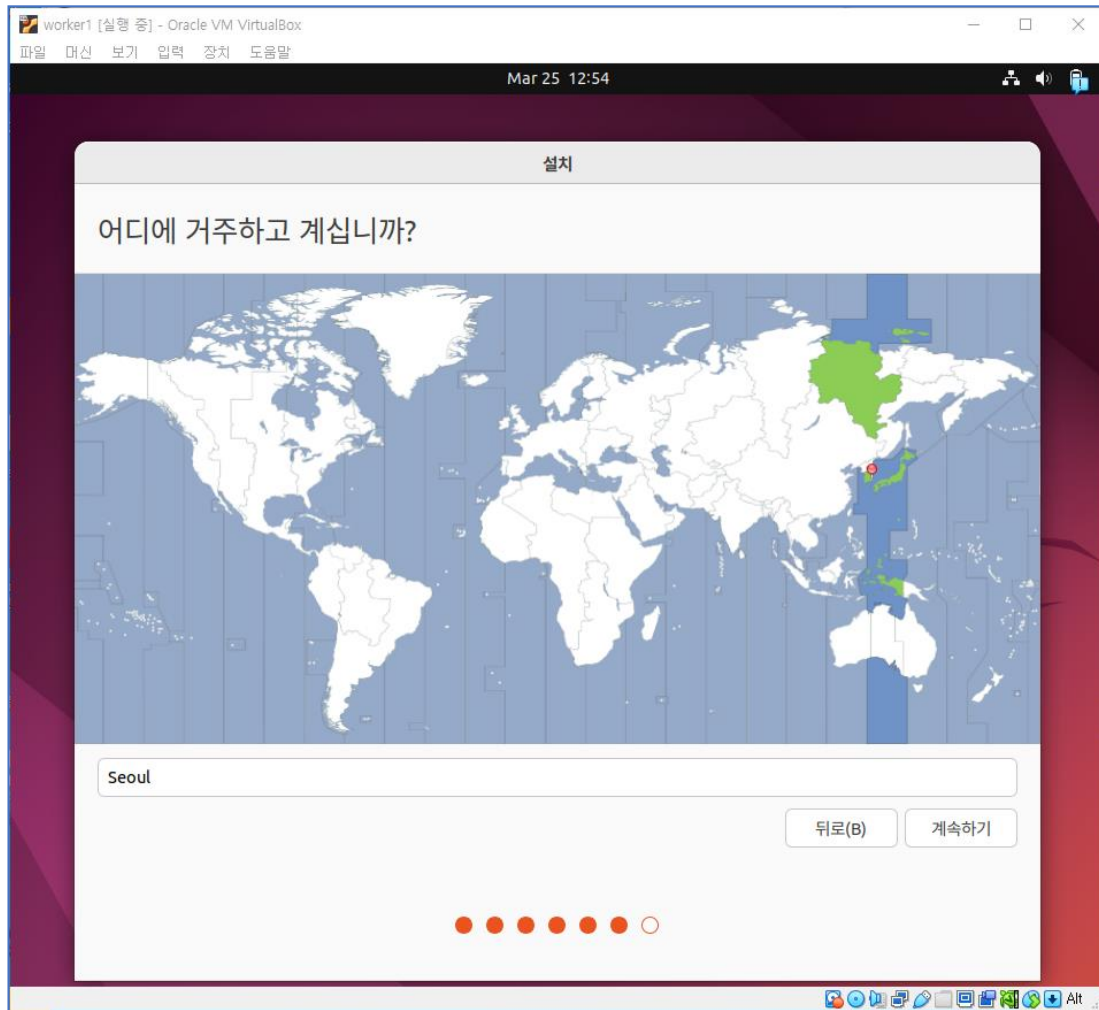 worker1 [실행 중] - Oracle VM VirtualBox
파일 머신 보기 입력 장치 도움말
Mar 25 12:54
설치
어디에 거주하고 계십니까?
Seoul
뒤로(B) 계속하기
Alt